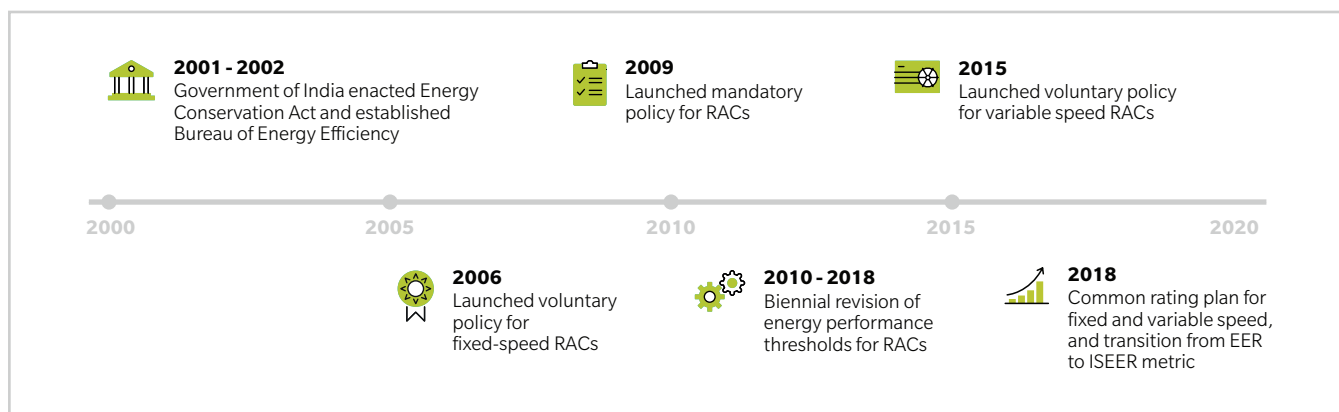 2001 - 2002
Government of India enacted Energy
Conservation Act and established
Bureau of Energy Efficiency
2009
Launched mandatory
policy for RACs
2015
Launched voluntary policy
for variable speed RACs
2000
2005
2010
2015
2020
2006
Launched voluntary
policy for
fixed-speed RACs
2010 - 2018
Biennial revision of
energy performance
thresholds for RACs
2018
Common rating plan for
fixed and variable speed,
and transition from EER
to ISEER metric